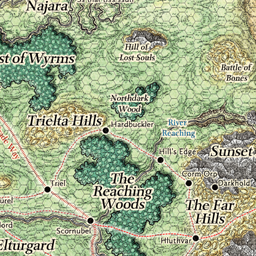 Najara
Hill of
Lost Souls
st of Wyrms
Battle of
Bones
Northdark
Wood
River
Reaching
Trielta Hills
Hardbuckler
Hill's Edge
Sunset
Triel
The
Reaching
Woods
Corm Orp
Darkhold
The Far
Hills
Scornubel
Elturgard
Hluthvar